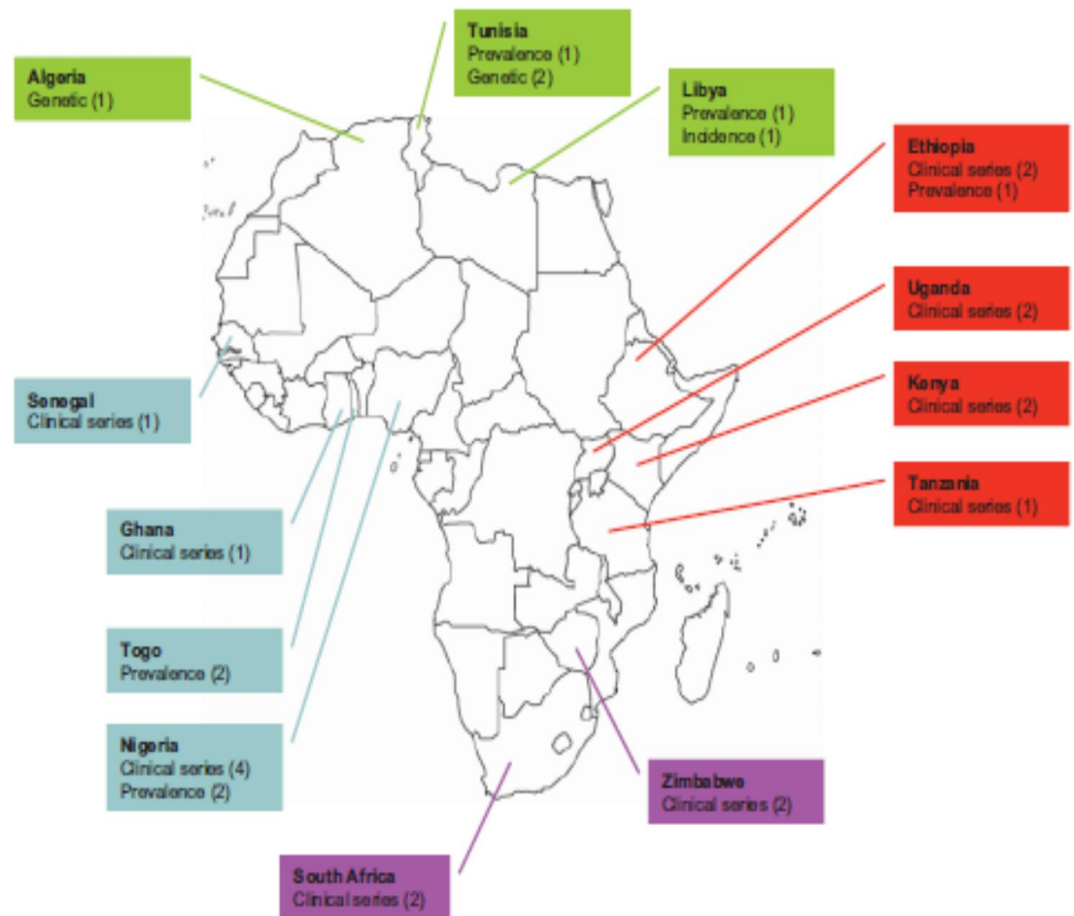 Tunisia
Prevalence (1)
Genetic (2)
Algeria
Genetic (1)
Libya
Prevalence (1)
Incidence (1)
Ethiopia
Clinical series (2)
Prevalence (1)
Uganda
Clinical series (2)
Kenya
Clinical series (2)
Senegal
Clinical series (1)
Tanzania
Clinical series (1)
Ghana
Clinical series (1)
Togo
Prevalence (2)
Nigeria
Clinical series (4)
Prevalence (2)
Zimbabwe
Clinical series (2)
South Africa
Clinical series (2)